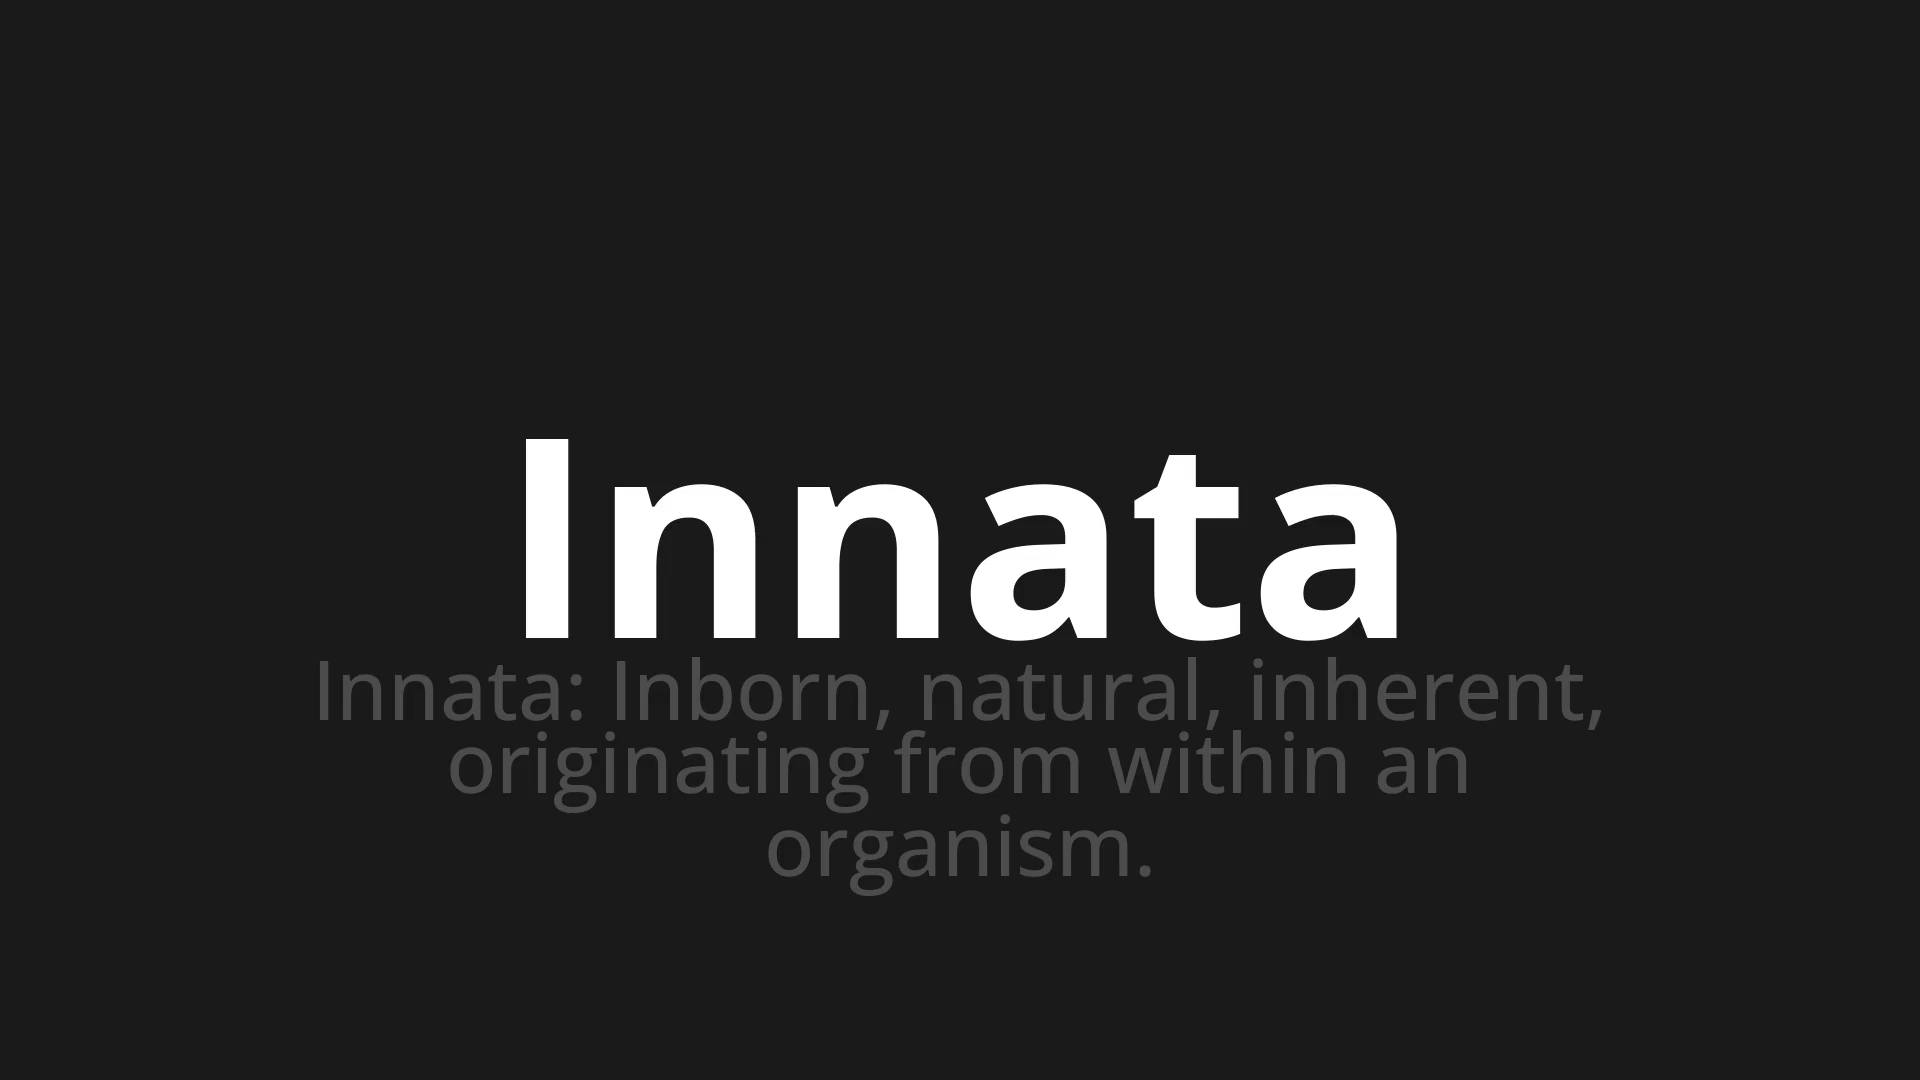 Innata
Innata: Inborn, natural, inherent,
originating from within an
organism.